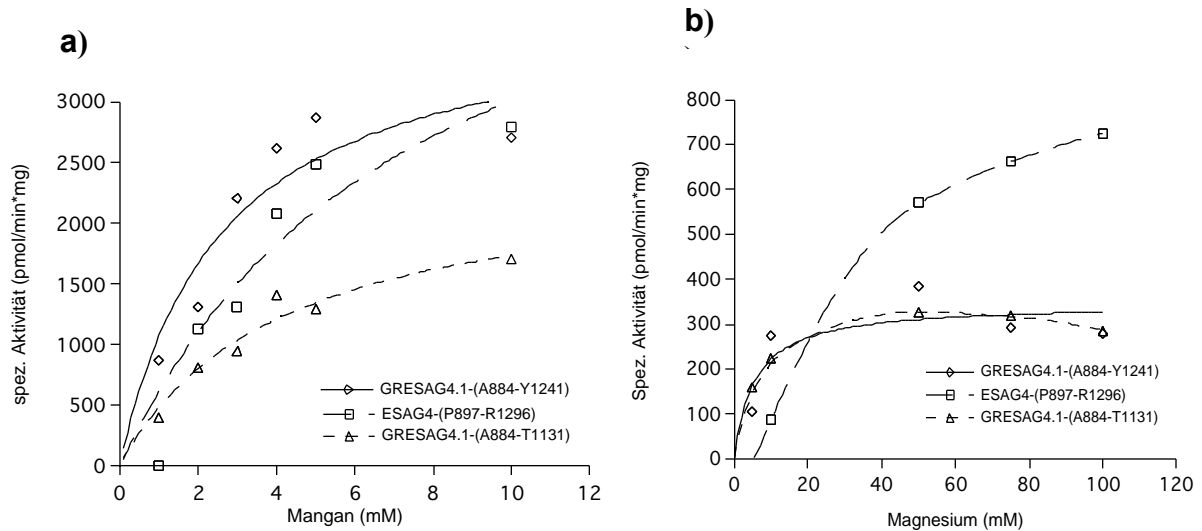 a)
3000
2500
2000
1500
1000
500
0
0 2 4 6 8 10 12
spez. Aktivität (pmol/min*mg)
Mangan (mM)
GRESAG4.1-(A884-Y1241)
ESAG4-(P897-R1296)
GRESAG4.1-(A884-T1131)
b)
800
700
600
500
400
300
200
100
0
0 20 40 60 80 100 120
Spez. Aktivität (pmol/min*mg)
Magnesium (mM)
GRESAG4.1-(A884-Y1241)
ESAG4-(P897-R1296)
GRESAG4.1-(A884-T1131)